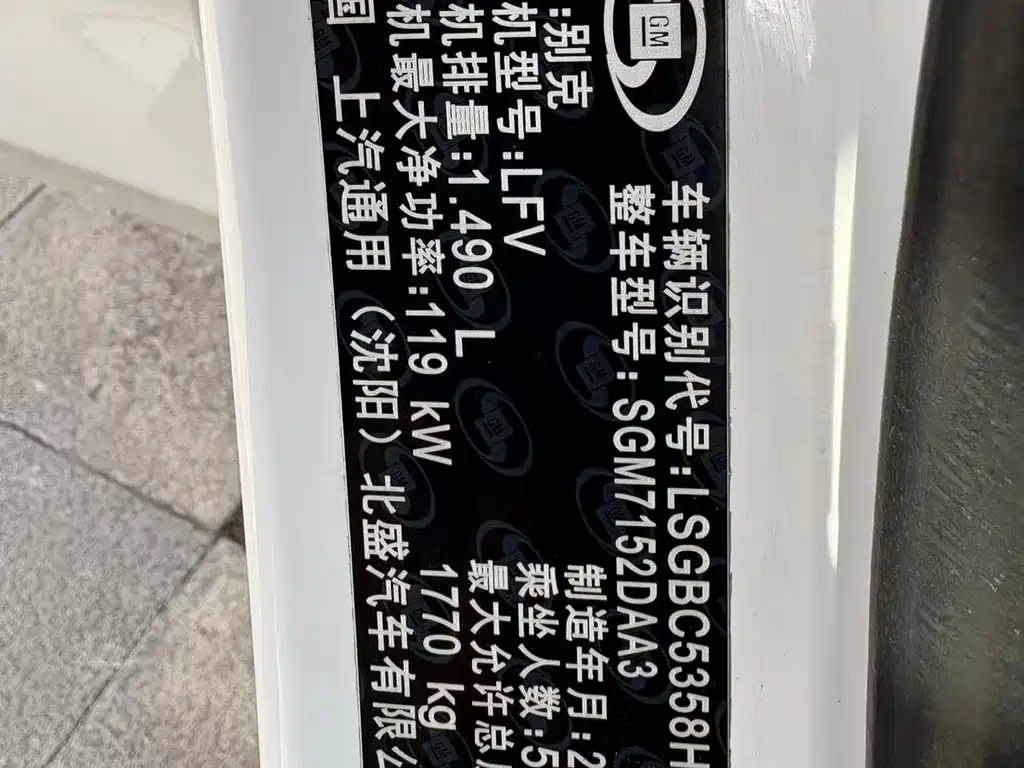 GM
车辆识别代号:LSGBC5358H
整车型号:SGM7152DAA3
:别克
制造年月:2
机型号:LFV
乘坐人数:5
机排量:1.490 L
最大允许总
机最大净功率:119 kW
1770 kg
国 上汽通用（沈阳）北盛汽车有限